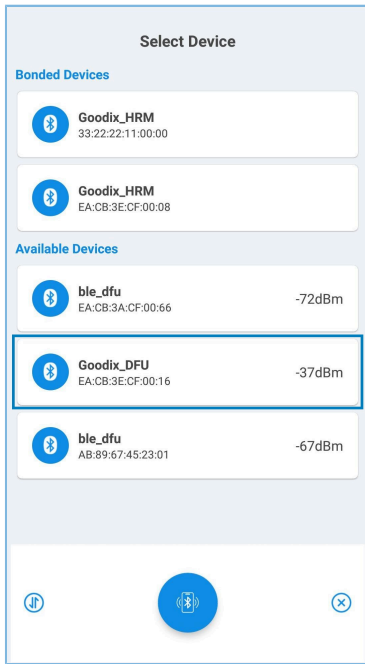 Select Device
Bonded Devices
Goodix_HRM
33:22:22:11:00:00
Goodix_HRM
EA:CB:3E:CF:00:08
Available Devices
ble_dfu
-72dBm
EA:CB:3A:CF:00:66
Goodix_DFU
-37dBm
EA:CB:3E:CF:00:16
ble_dfu
-67dBm
AB:89:67:45:23:01